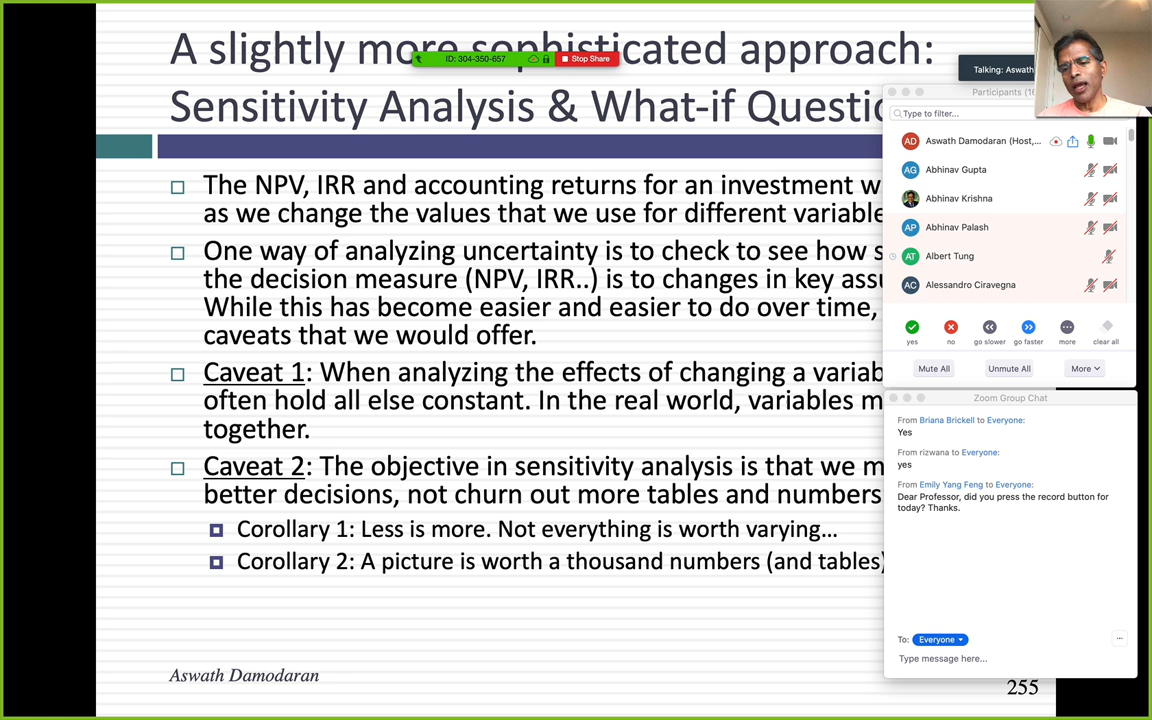 A slightly more sophisticated approach:
Sensitivity Analysis & What-if Questio
ID: 304-350-657
Stop Share
The NPV, IRR and accounting returns for an investment w
as we change the values that we use for different variable
One way of analyzing uncertainty is to check to see how s
the decision measure (NPV, IRR..) is to changes in key assu
While this has become easier and easier to do over time,
caveats that we would offer.
Caveat 1: When analyzing the effects of changing a variab
often hold all else constant. In the real world, variables m
together.
Caveat 2: The objective in sensitivity analysis is that we m
better decisions, not churn out more tables and numbers
Corollary 1: Less is more. Not everything is worth varying…
Corollary 2: A picture is worth a thousand numbers (and tables)
Aswath Damodaran
255
Talking: Aswath
Participants (16
Type to filter...
AD Aswath Damodaran (Host,...
AG Abhinav Gupta
Abhinav Krishna
AP Abhinav Palash
AT Albert Tung
AC Alessandro Ciravegna
yes no go slower go faster more clear all
Mute All Unmute All More
Zoom Group Chat
From Briana Brickell to Everyone:
Yes
From rizwana to Everyone:
yes
From Emily Yang Feng to Everyone:
Dear Professor, did you press the record button for
today? Thanks.
To: Everyone
Type message here...